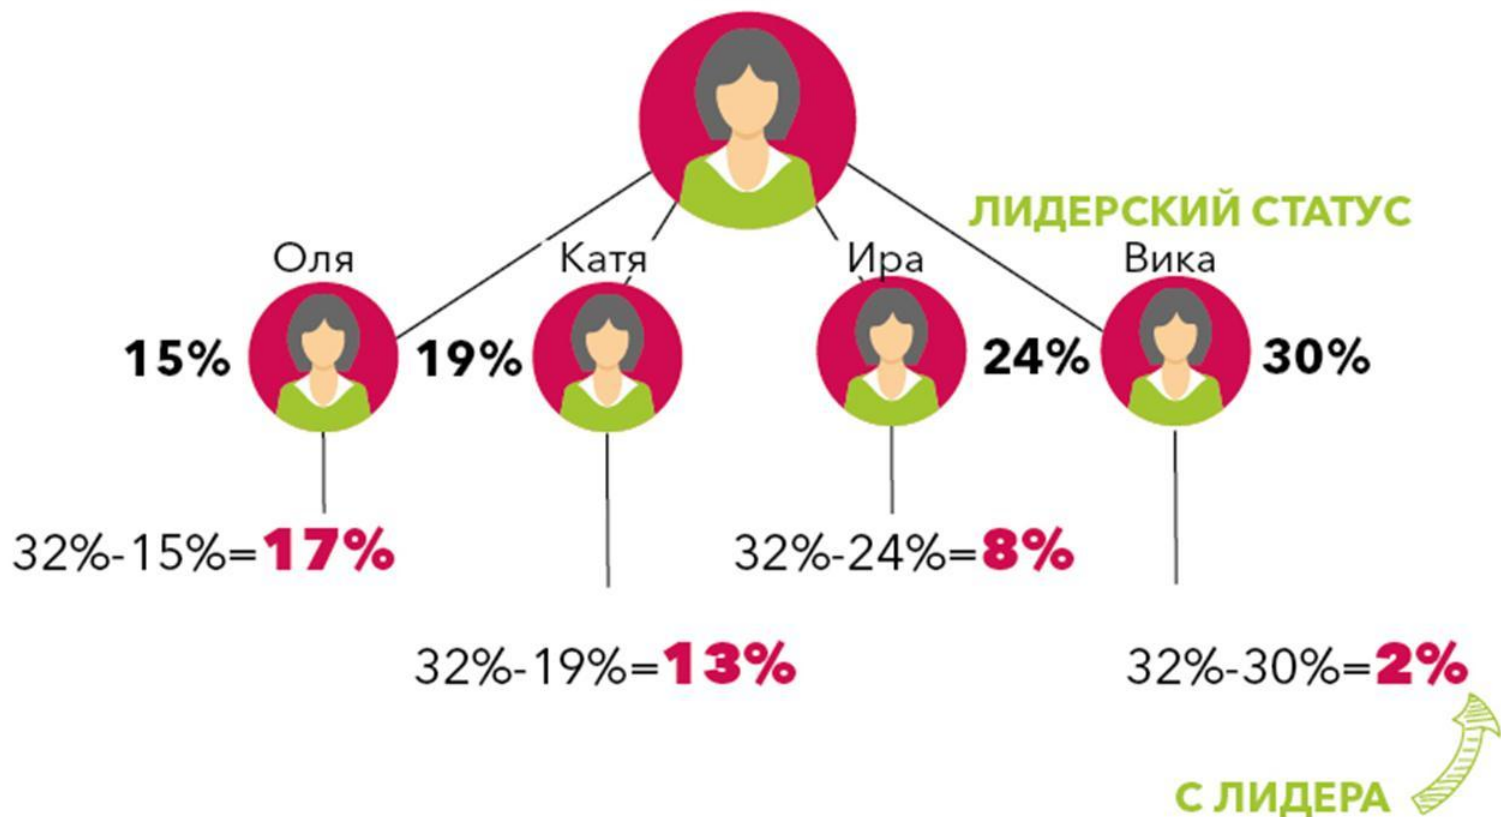 ЛИДЕРСКИЙ СТАТУС
Оля
Катя
Ира
Вика
15%
19%
24%
30%
32%-15%=17%
32%-24%=8%
32%-19%=13%
32%-30%=2%
С ЛИДЕРА